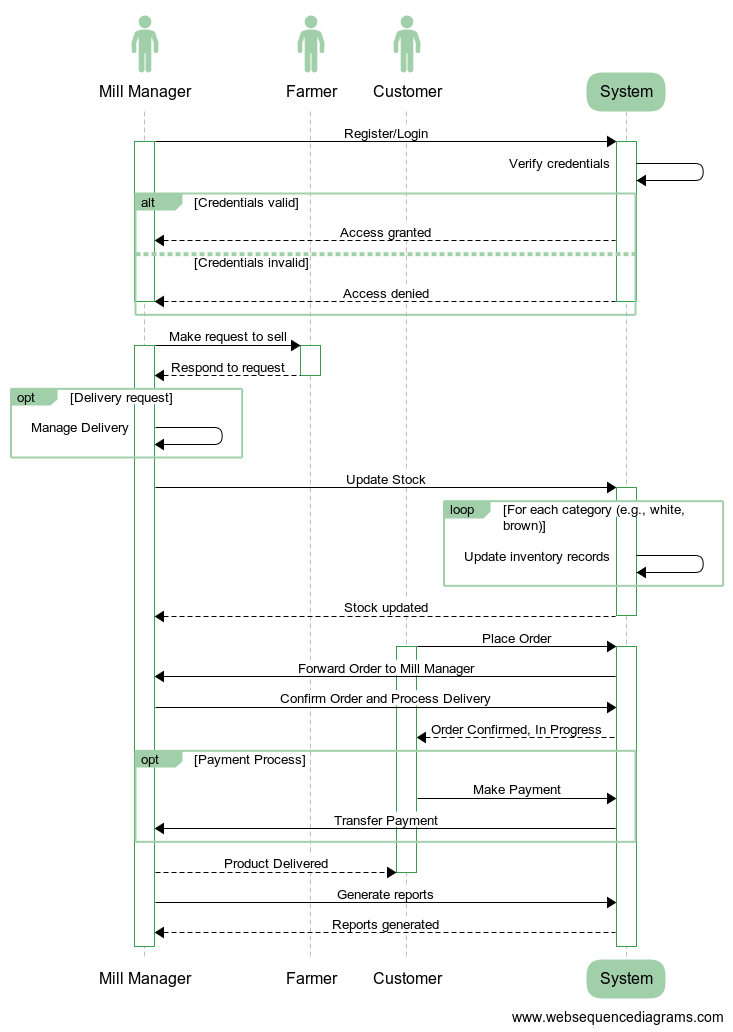 Mill Manager
Farmer
Customer
System
Register/Login
Verify credentials
alt
[Credentials valid]
Access granted
[Credentials invalid]
Access denied
Make request to sell
Respond to request
opt
[Delivery request]
Manage Delivery
Update Stock
loop
[For each category (e.g., white,
brown)]
Update inventory records
Stock updated
Place Order
Forward Order to Mill Manager
Confirm Order and Process Delivery
Order Confirmed, In Progress
opt
[Payment Process]
Make Payment
Transfer Payment
Product Delivered
Generate reports
Reports generated
Mill Manager
Farmer
Customer
System
www.websequencediagrams.com